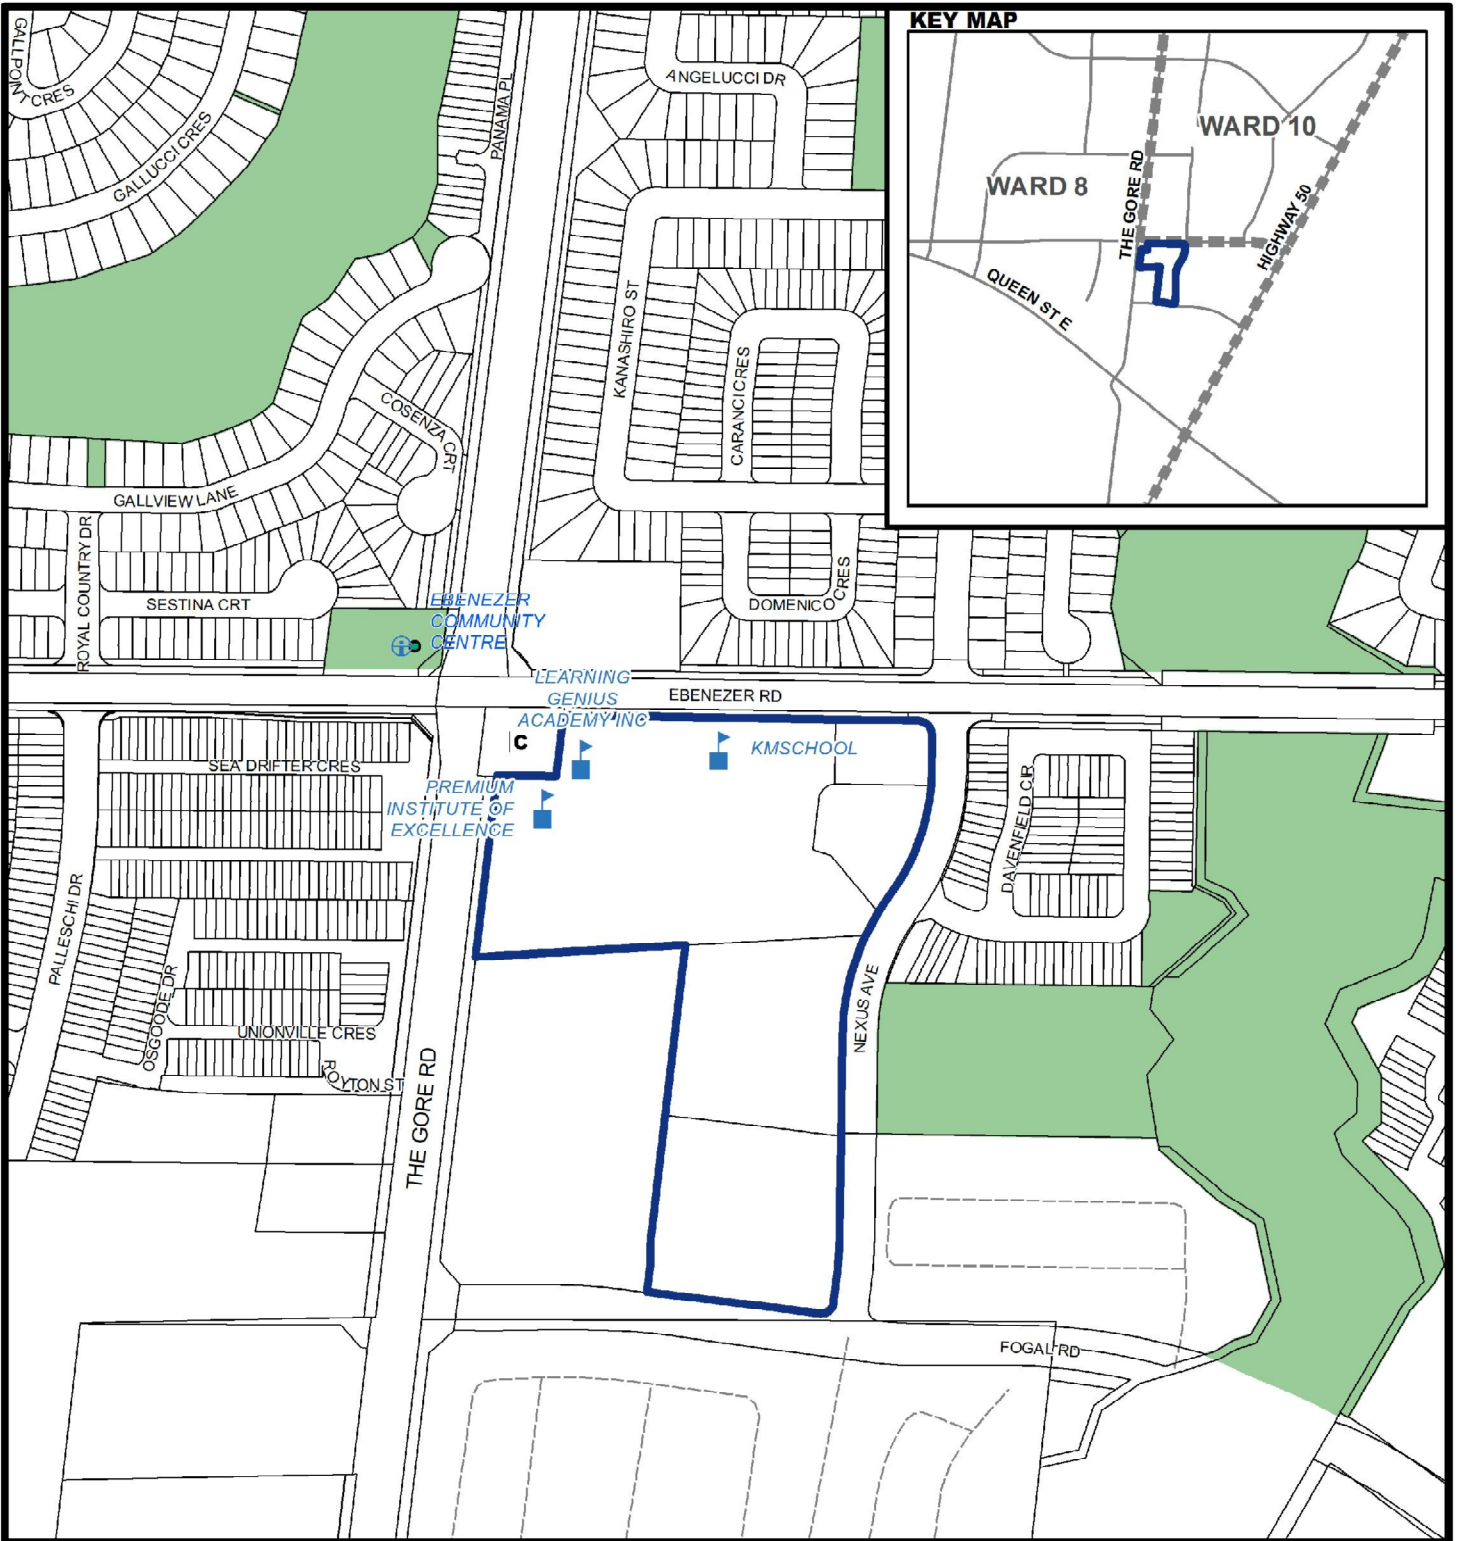 KEY MAP
WARD 10
WARD 8
THE GORE RD
HIGHWAY 50
QUEEN ST E
GALLPOINT CRES
GALLUCCI CRES
PANAMA PL
ANGELUCCI DR
KANASHIRO ST
CARANCI CRES
COSENZA CRT
GALLVIEW LANE
ROYAL COUNTRY DR
SESTINA CRT
DOMENICO CRES
EBENEZER
COMMUNITY
CENTRE
LEARNING
GENIUS
ACADEMY INC
EBENEZER RD
C
KMSCHOOL
SEA DRIFTER CRES
PREMIUM
INSTITUTE OF
EXCELLENCE
DAVENFIELD CIR
PALLESCHI DR
OSGOODE DR
UNIONVILLE CRES
ROYTON ST
NEXUS AVE
THE GORE RD
FOGAL RD